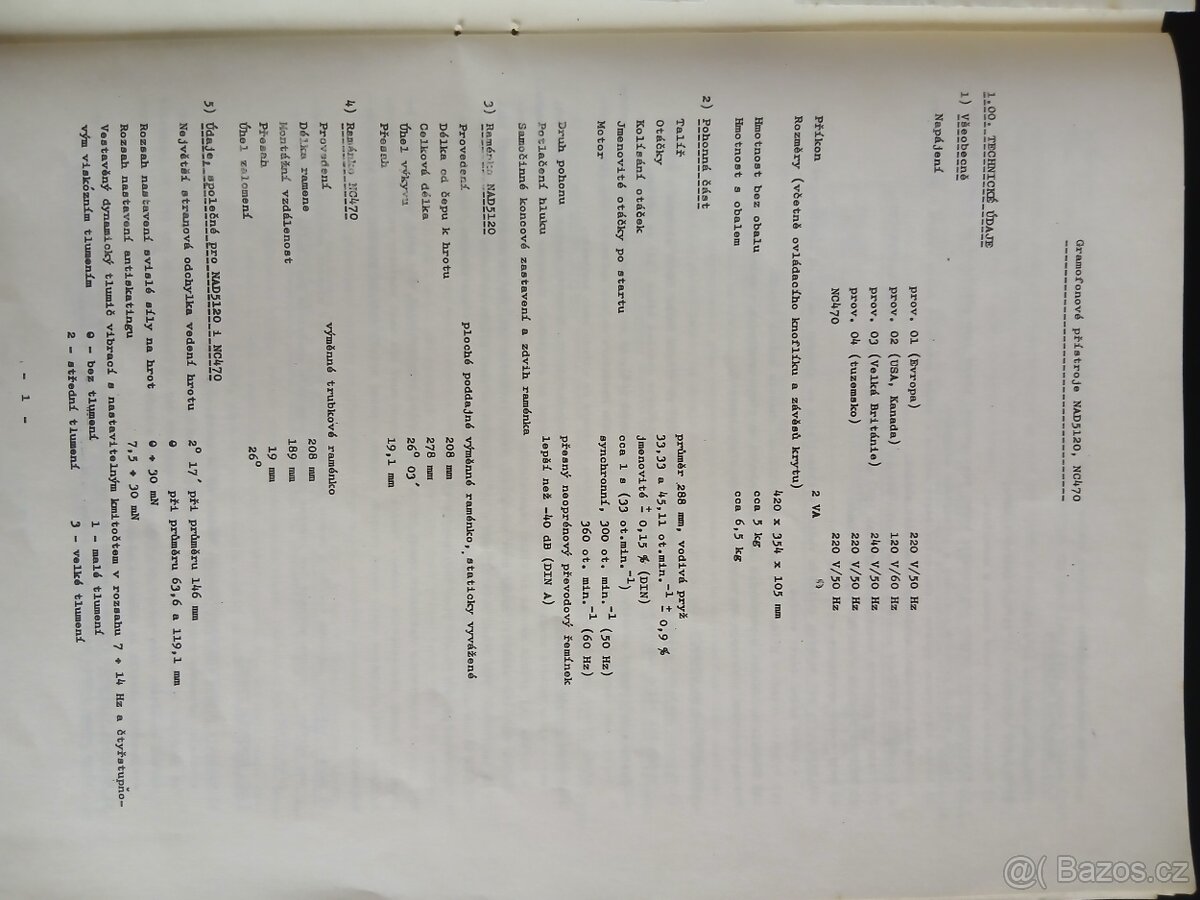 Gramofonové přístroje NAD5120, NC470
1.00. TECHNICKÉ ÚDAJE
1) Všeobecně
Napájení
prov. 01 (Evropa) 220 V/50 Hz
prov. 02 (USA, Kanada) 120 V/60 Hz
prov. 03 (Velká Británie) 240 V/50 Hz
prov. 04 (tuzemsko) 220 V/50 Hz
NC470 220 V/50 Hz
Příkon 2 VA
Rozměry (včetně ovládacího knoflíku a závěsů krytu)
420 x 354 x 105 mm
Hmotnost bez obalu cca 5 kg
Hmotnost s obalem cca 6,5 kg
2) Pohonná část
Talíř průměr 288 mm, vodivá pryž
Otáčky 33,33 a 45,11 ot.min.⁻¹ ± 0,9 %
Kolísání otáček jmenovité ± 0,15 % (DIN)
Jmenovité otáčky po startu cca 1 s (33 ot.min.⁻¹)
Motor synchronní, 300 ot. min.⁻¹ (50 Hz)
360 ot. min.⁻¹ (60 Hz)
Druh pohonu přesný neoprénový převodový řemínek
Potlačení hluku lepší než -40 dB (DIN A)
Samočinné koncové zastavení a zdvih raménka
3) Raménko NAD5120
Provedení ploché poddajné výměnné raménko, staticky vyvážené
Délka od čepu k hrotu 208 mm
Celková délka 278 mm
Úhel výkyvu 26° 03´
Přesah 19,1 mm
4) Raménko NC470
Provedení výměnné trubkové raménko
Délka ramene 208 mm
Montážní vzdálenost 189 mm
Přesah 19 mm
Úhel zalomení 26°
5) Údaje, společné pro NAD5120 i NC470
Největší stranová odchylka vedení hrotu 2° 17´ při průměru 146 mm
0 při průměru 63,6 a 119,1 mm
Rozsah nastavení svislé síly na hrot 0 ÷ 30 mN
Rozsah nastavení antiskatingu 7,5 ÷ 30 mN
Vestavěný dynamický tlumič vibrací s nastavitelným kmitočtem v rozsahu 7 ÷ 14 Hz a čtyřstupňo-
vým viskózním tlumením 0 - bez tlumení 1 - malé tlumení
2 - střední tlumení 3 - velké tlumení
- 1 -
@( Bazos.cz